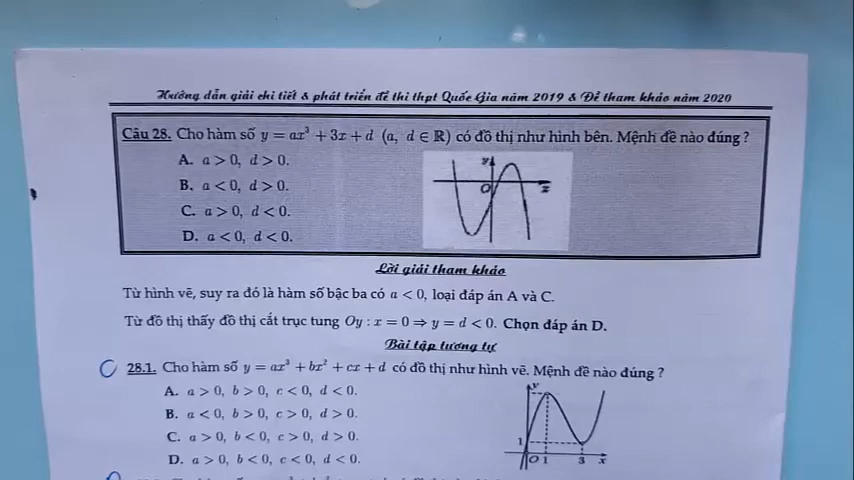 Hướng dẫn giải chi tiết & phát triển đề thi thpt Quốc Gia năm 2019 & Đề tham khảo năm 2020
Câu 28. Cho hàm số y = ax³ + 3x + d (a, d ∈ ℝ) có đồ thị như hình bên. Mệnh đề nào đúng ?
A. a > 0, d > 0.
B. a < 0, d > 0.
C. a > 0, d < 0.
D. a < 0, d < 0.
y
O
x
Lời giải tham khảo
Từ hình vẽ, suy ra đó là hàm số bậc ba có a < 0, loại đáp án A và C.
Từ đồ thị thấy đồ thị cắt trục tung Oy : x = 0 ⇒ y = d < 0. Chọn đáp án D.
Bài tập tương tự
28.1. Cho hàm số y = ax³ + bx² + cx + d có đồ thị như hình vẽ. Mệnh đề nào đúng ?
A. a > 0, b > 0, c < 0, d < 0.
B. a < 0, b > 0, c > 0, d > 0.
C. a > 0, b < 0, c > 0, d > 0.
D. a > 0, b < 0, c < 0, d < 0.
y
1
O 1 3 x